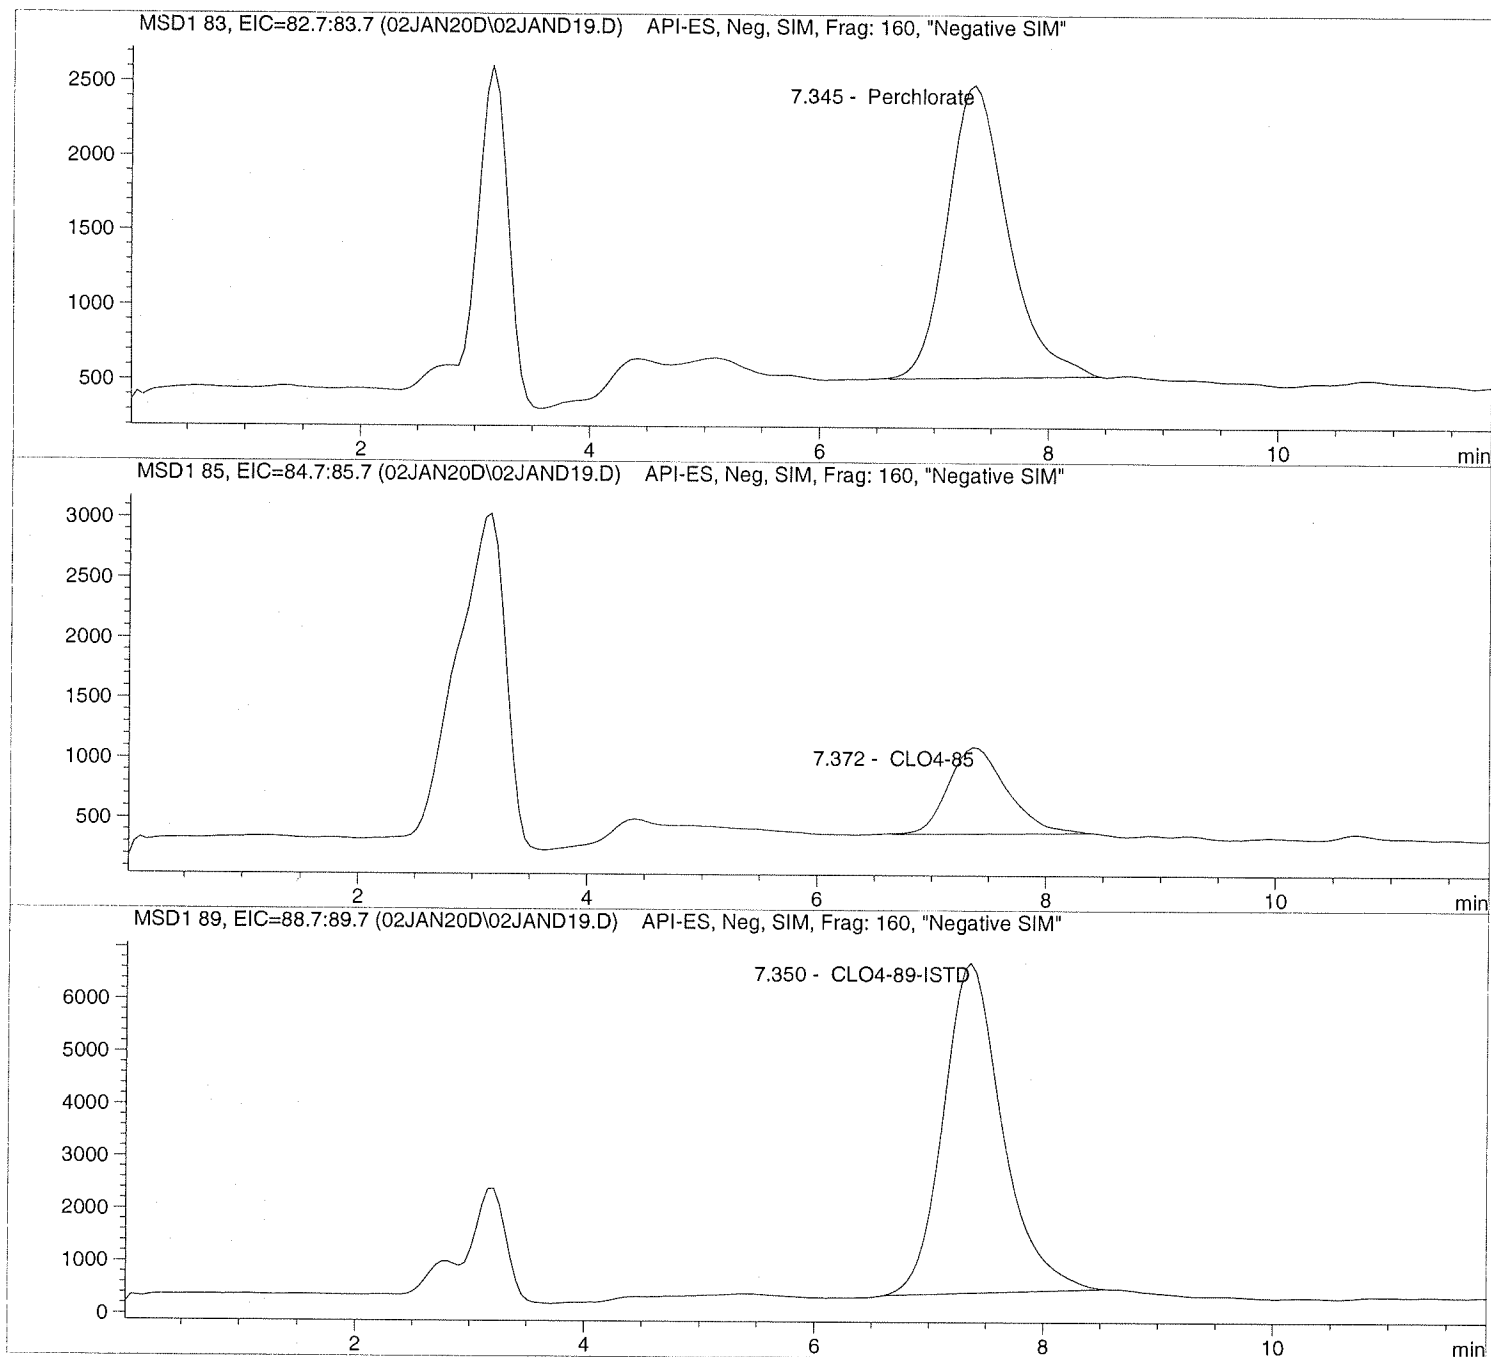 MSD1 83, EIC=82.7:83.7 (02JAN20D\02JAND19.D) API-ES, Neg, SIM, Frag: 160, "Negative SIM"
2500
7.345 - Perchlorate
2000
1500
1000
500
2 4 6 8 10 min
MSD1 85, EIC=84.7:85.7 (02JAN20D\02JAND19.D) API-ES, Neg, SIM, Frag: 160, "Negative SIM"
3000
2500
2000
1500
1000
7.372 - CLO4-85
500
2 4 6 8 10 min
MSD1 89, EIC=88.7:89.7 (02JAN20D\02JAND19.D) API-ES, Neg, SIM, Frag: 160, "Negative SIM"
7.350 - CLO4-89-ISTD
6000
5000
4000
3000
2000
1000
0
2 4 6 8 10 min